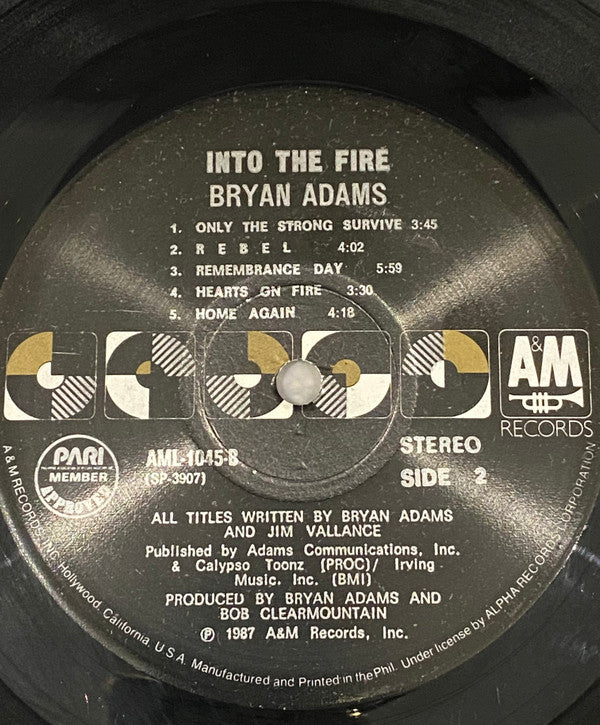 INTO THE FIRE
BRYAN ADAMS
1. ONLY THE STRONG SURVIVE 3:45
2. R E B E L 4:02
3. REMEMBRANCE DAY 5:59
4. HEARTS ON FIRE 3:30
5. HOME AGAIN 4:18
A&M
RECORDS
PARI
MEMBER
APPROVED
AML-1045-B
(SP-3907)
STEREO
SIDE 2
ALL TITLES WRITTEN BY BRYAN ADAMS
AND JIM VALLANCE
Published by Adams Communications, Inc.
& Calypso Toonz (PROC)/ Irving
Music. Inc. (BMI)
PRODUCED BY BRYAN ADAMS AND
BOB CLEARMOUNTAIN
℗ 1987 A&M Records, Inc.
A&M RECORDS, INC. Hollywood, California, U.S.A. Manufactured and Printed in the Phil. Under license by ALPHA RECORDS CORPORATION